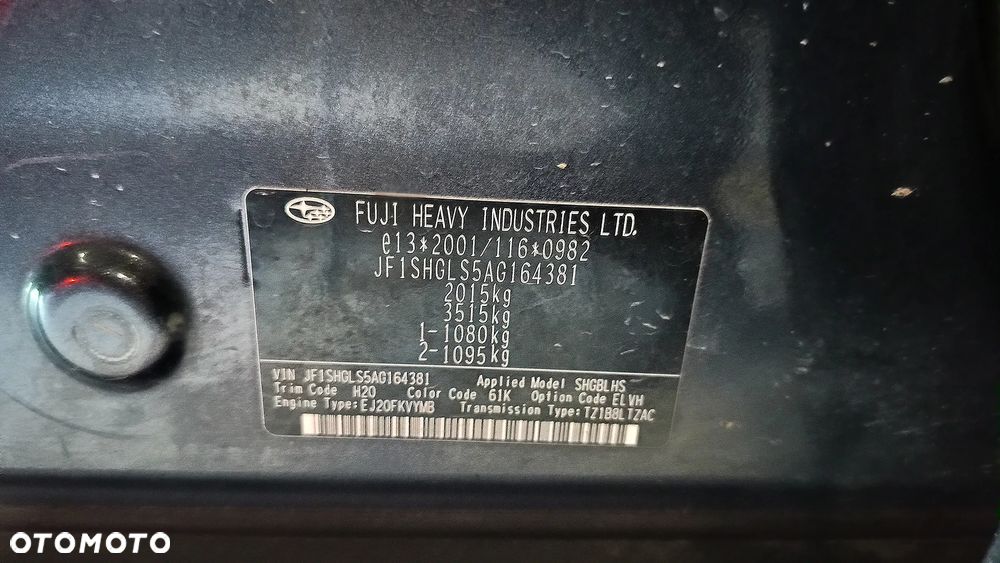 FUJI HEAVY INDUSTRIES LTD.
e13*2001/116*0982
JF1SHGLS5AG164381
2015kg
3515kg
1-1080kg
2-1095kg
VIN JF1SHGLS5AG164381 Applied Model SHGBLHS
Trim Code H20 Color Code 61K Option Code ELVH
Engine Type:EJ20FKVYMB Transmission Type:TZ1B8LTZAC
OTOMOTO